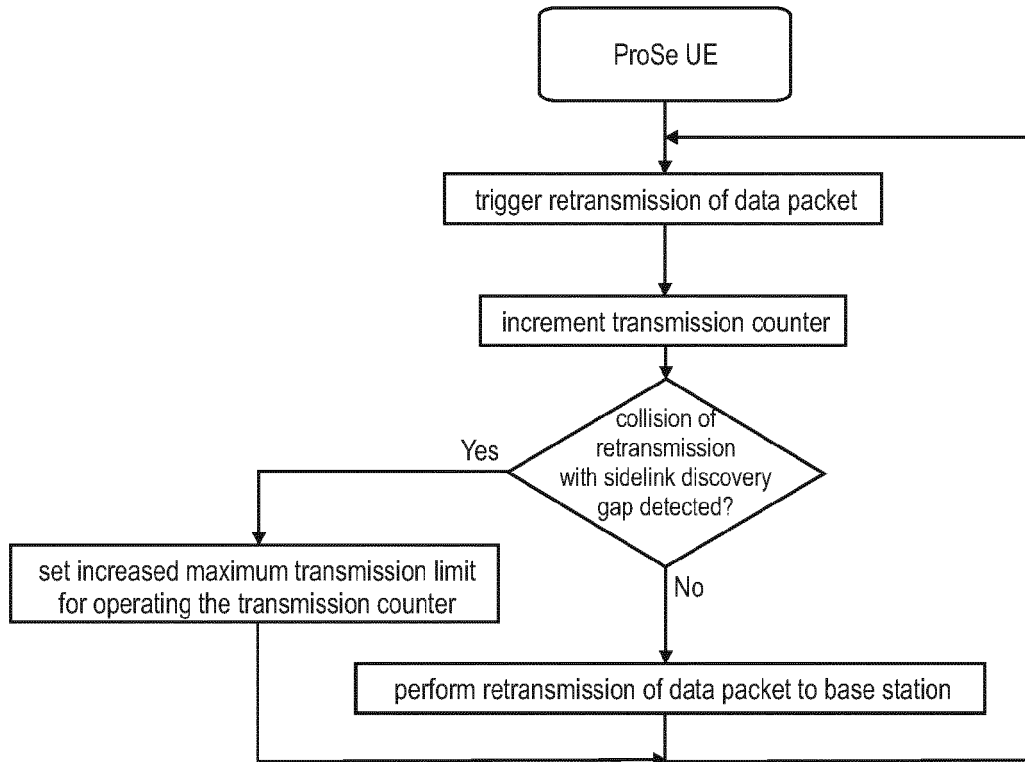 ProSe UE
trigger retransmission of data packet
increment transmission counter
collision of
retransmission
with sidelink discovery
gap detected?
Yes
set increased maximum transmission limit
for operating the transmission counter
No
perform retransmission of data packet to base station